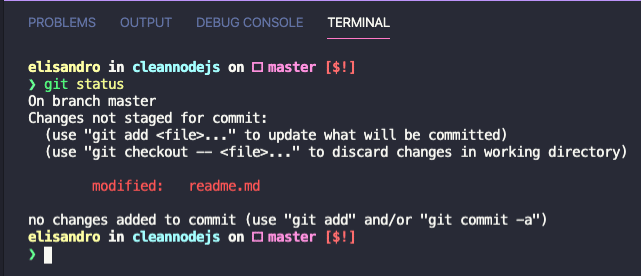 PROBLEMS OUTPUT DEBUG CONSOLE TERMINAL
elisandro in cleannodejs on master [$!]
❯ git status
On branch master
Changes not staged for commit:
(use "git add <file>..." to update what will be committed)
(use "git checkout -- <file>..." to discard changes in working directory)
modified: readme.md
no changes added to commit (use "git add" and/or "git commit -a")
elisandro in cleannodejs on master [$!]
❯